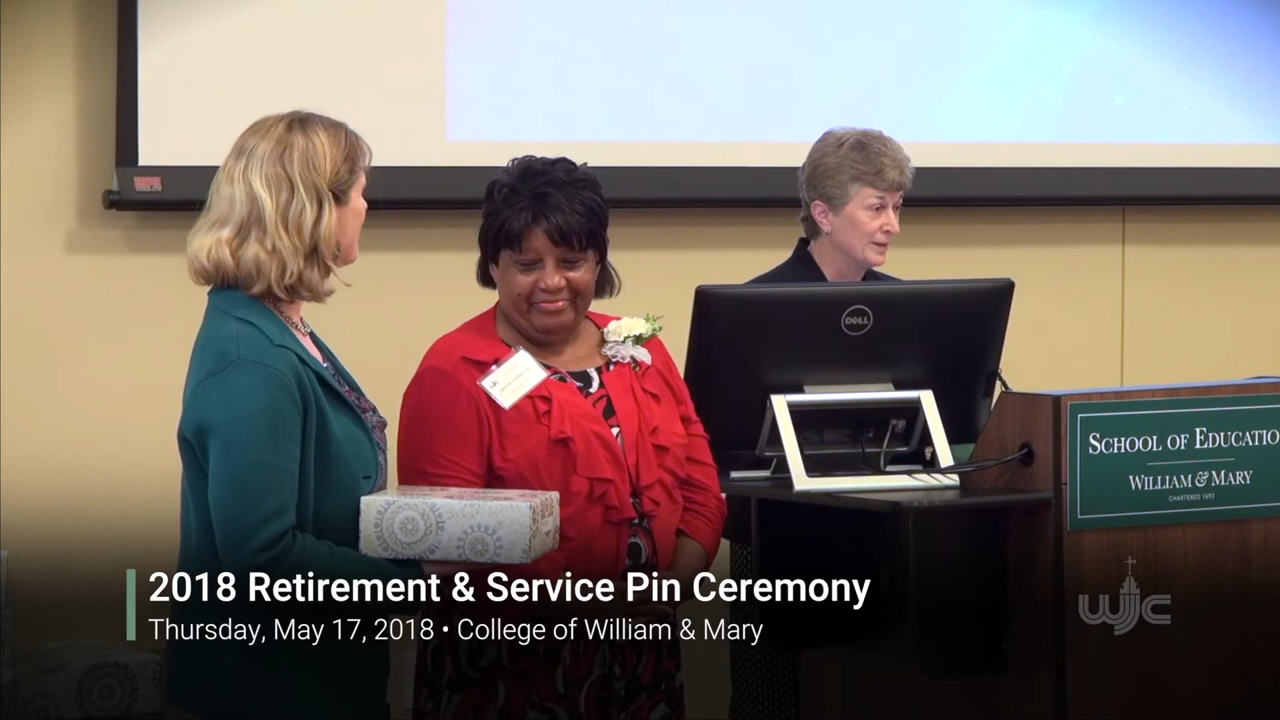 DELL
SCHOOL OF EDUCATIO
WILLIAM & MARY
CHARTERED 1693
2018 Retirement & Service Pin Ceremony
Thursday, May 17, 2018 • College of William & Mary
WJC